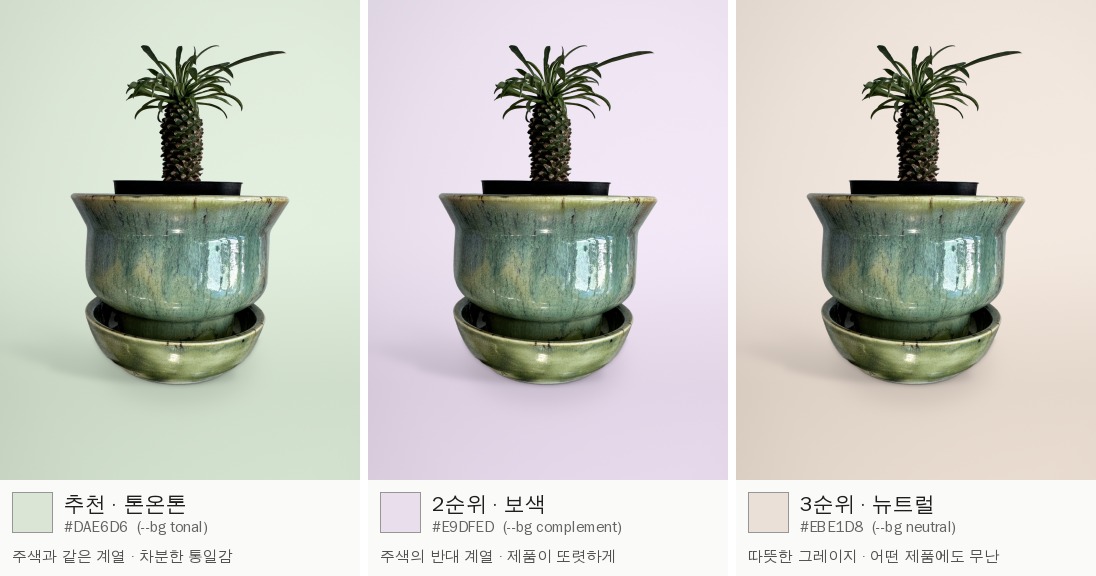 추천 · 톤온톤
#DAE6D6 (--bg tonal)
주색과 같은 계열 · 차분한 통일감
2순위 · 보색
#E9DFED (--bg complement)
주색의 반대 계열 · 제품이 또렷하게
3순위 · 뉴트럴
#EBE1D8 (--bg neutral)
따뜻한 그레이지 · 어떤 제품에도 무난